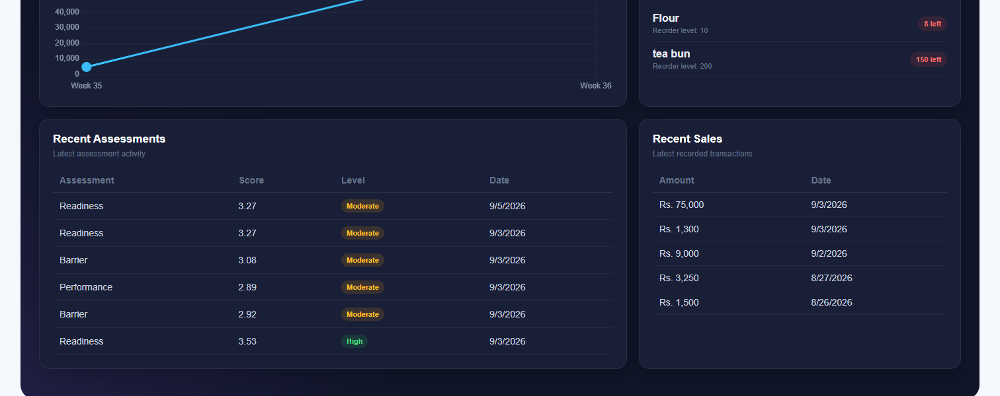 40,000
30,000
20,000
10,000
0
Week 35 Week 36
Flour
Reorder level: 10
8 left
tea bun
Reorder level: 200
150 left
Recent Assessments
Latest assessment activity
Assessment Score Level Date
Readiness 3.27 Moderate 9/5/2026
Readiness 3.27 Moderate 9/3/2026
Barrier 3.08 Moderate 9/3/2026
Performance 2.89 Moderate 9/3/2026
Barrier 2.92 Moderate 9/3/2026
Readiness 3.53 High 9/3/2026
Recent Sales
Latest recorded transactions
Amount Date
Rs. 75,000 9/3/2026
Rs. 1,300 9/3/2026
Rs. 9,000 9/2/2026
Rs. 3,250 8/27/2026
Rs. 1,500 8/26/2026